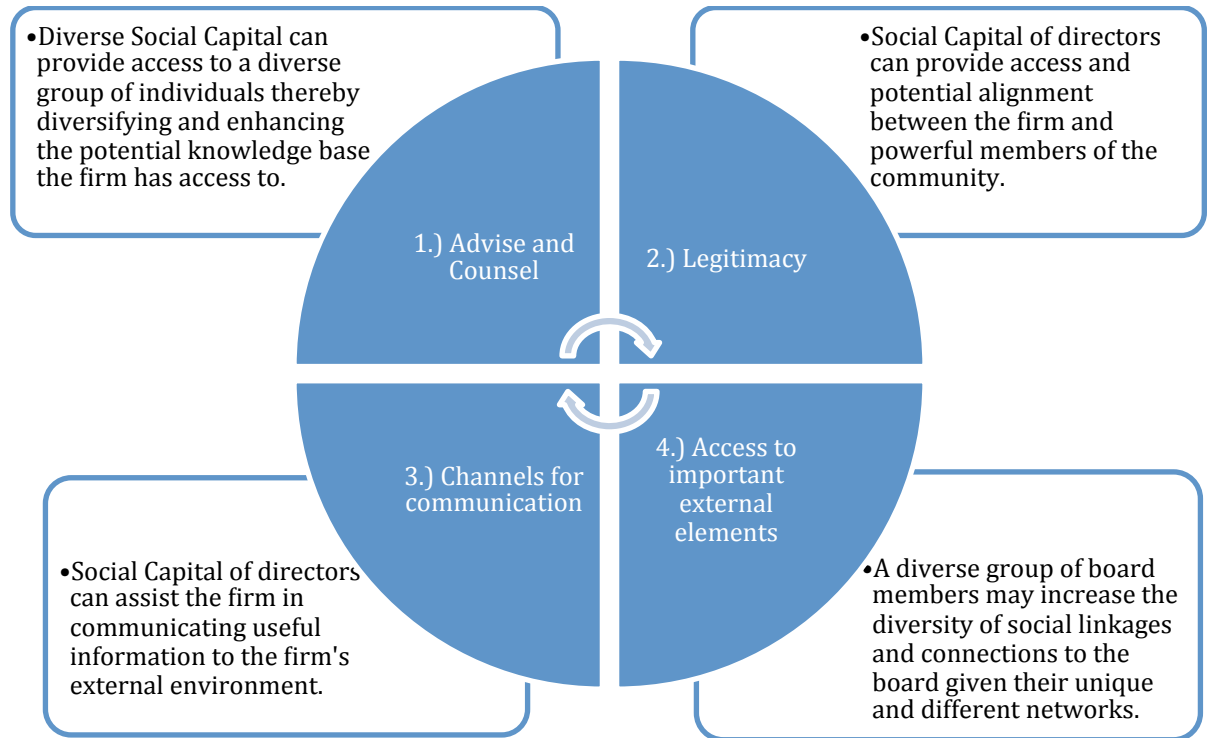 •Diverse Social Capital can
provide access to a diverse
group of individuals thereby
diversifying and enhancing
the potential knowledge base
the firm has access to.
•Social Capital of directors
can provide access and
potential alignment
between the firm and
powerful members of the
community.
1.) Advise and
Counsel
2.) Legitimacy
3.) Channels for
communication
4.) Access to
important
external
elements
•Social Capital of directors
can assist the firm in
communicating useful
information to the firm's
external environment.
•A diverse group of board
members may increase the
diversity of social linkages
and connections to the
board given their unique
and different networks.